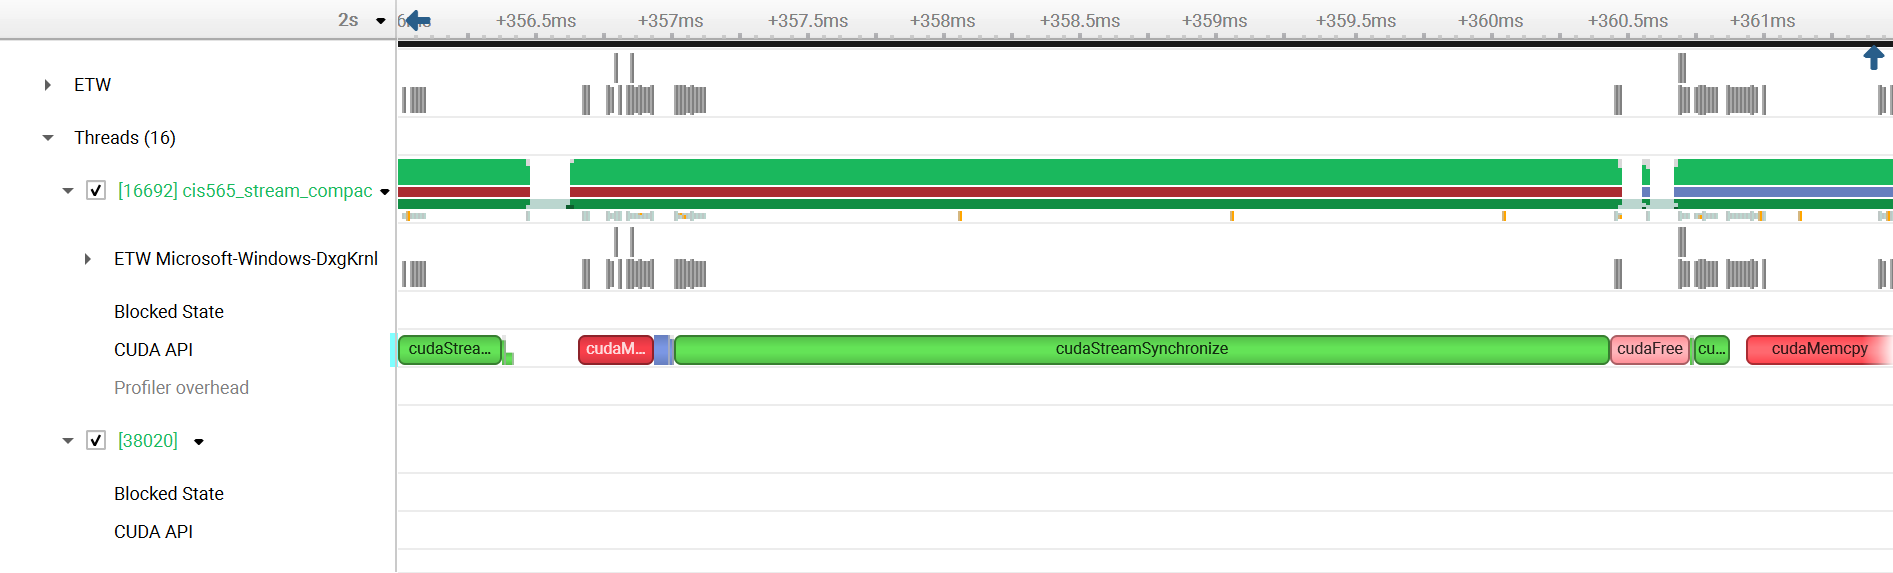 2s
+356.5ms +357ms +357.5ms +358ms +358.5ms +359ms +359.5ms +360ms +360.5ms +361ms
ETW
Threads (16)
[16692] cis565_stream_compac
ETW Microsoft-Windows-DxgKrnl
Blocked State
CUDA API
cudaStrea... cudaM... cudaStreamSynchronize cudaFree cu... cudaMemcpy
Profiler overhead
[38020]
Blocked State
CUDA API